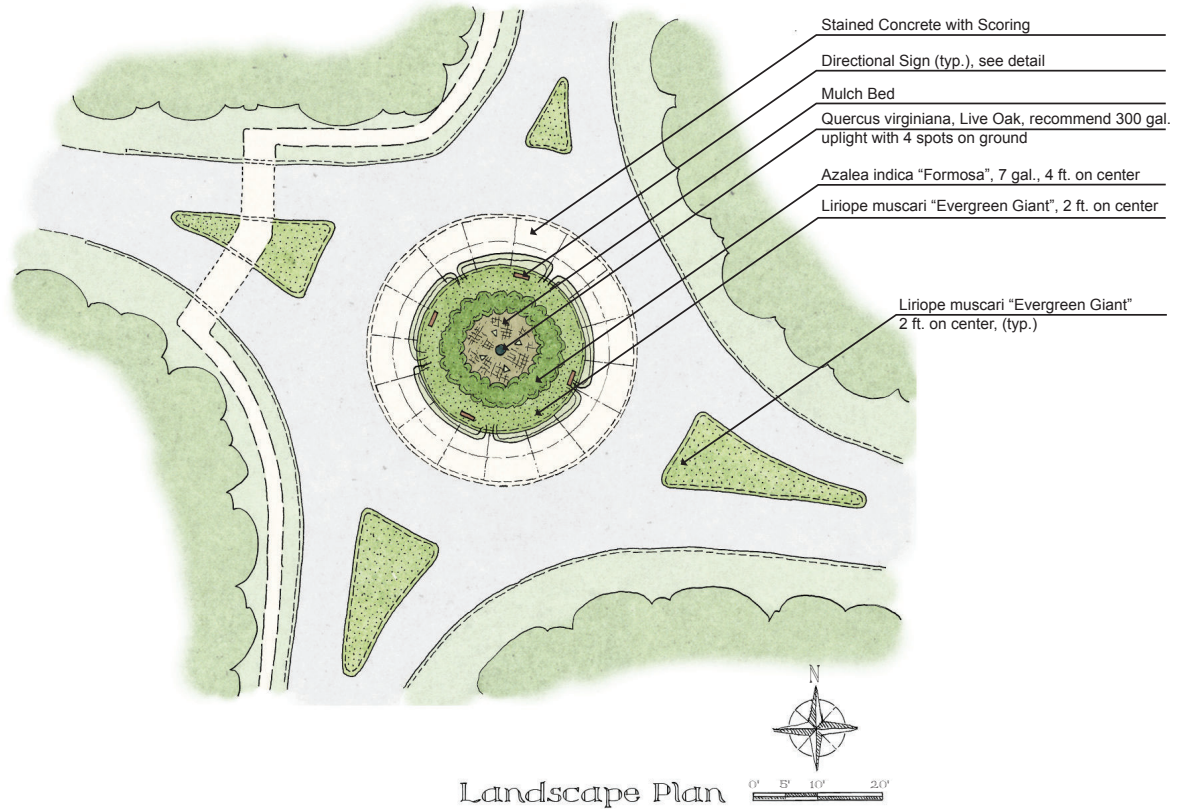 Stained Concrete with Scoring
Directional Sign (typ.), see detail
Mulch Bed
Quercus virginiana, Live Oak, recommend 300 gal.
uplight with 4 spots on ground
Azalea indica “Formosa”, 7 gal., 4 ft. on center
Liriope muscari “Evergreen Giant”, 2 ft. on center
Liriope muscari “Evergreen Giant”
2 ft. on center, (typ.)
N
Landscape Plan
0' 5' 10' 20'